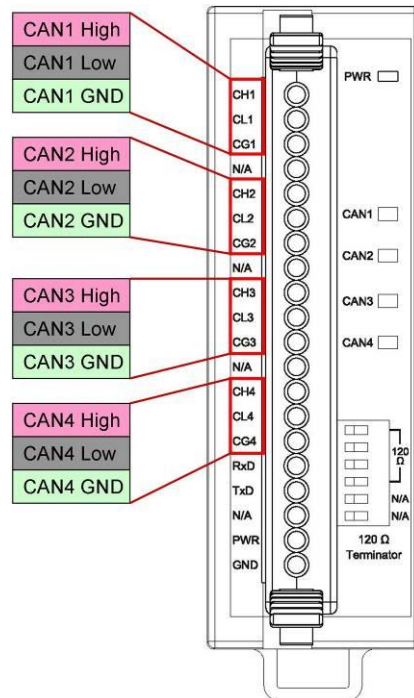 CAN1 High
CAN1 Low
CAN1 GND
CAN2 High
CAN2 Low
CAN2 GND
CAN3 High
CAN3 Low
CAN3 GND
CAN4 High
CAN4 Low
CAN4 GND
CH1
CL1
CG1
N/A
CH2
CL2
CG2
N/A
CH3
CL3
CG3
N/A
CH4
CL4
CG4
RxD
TxD
N/A
PWR
GND
PWR
CAN1
CAN2
CAN3
CAN4
120
Ω
N/A
N/A
120 Ω
Terminator